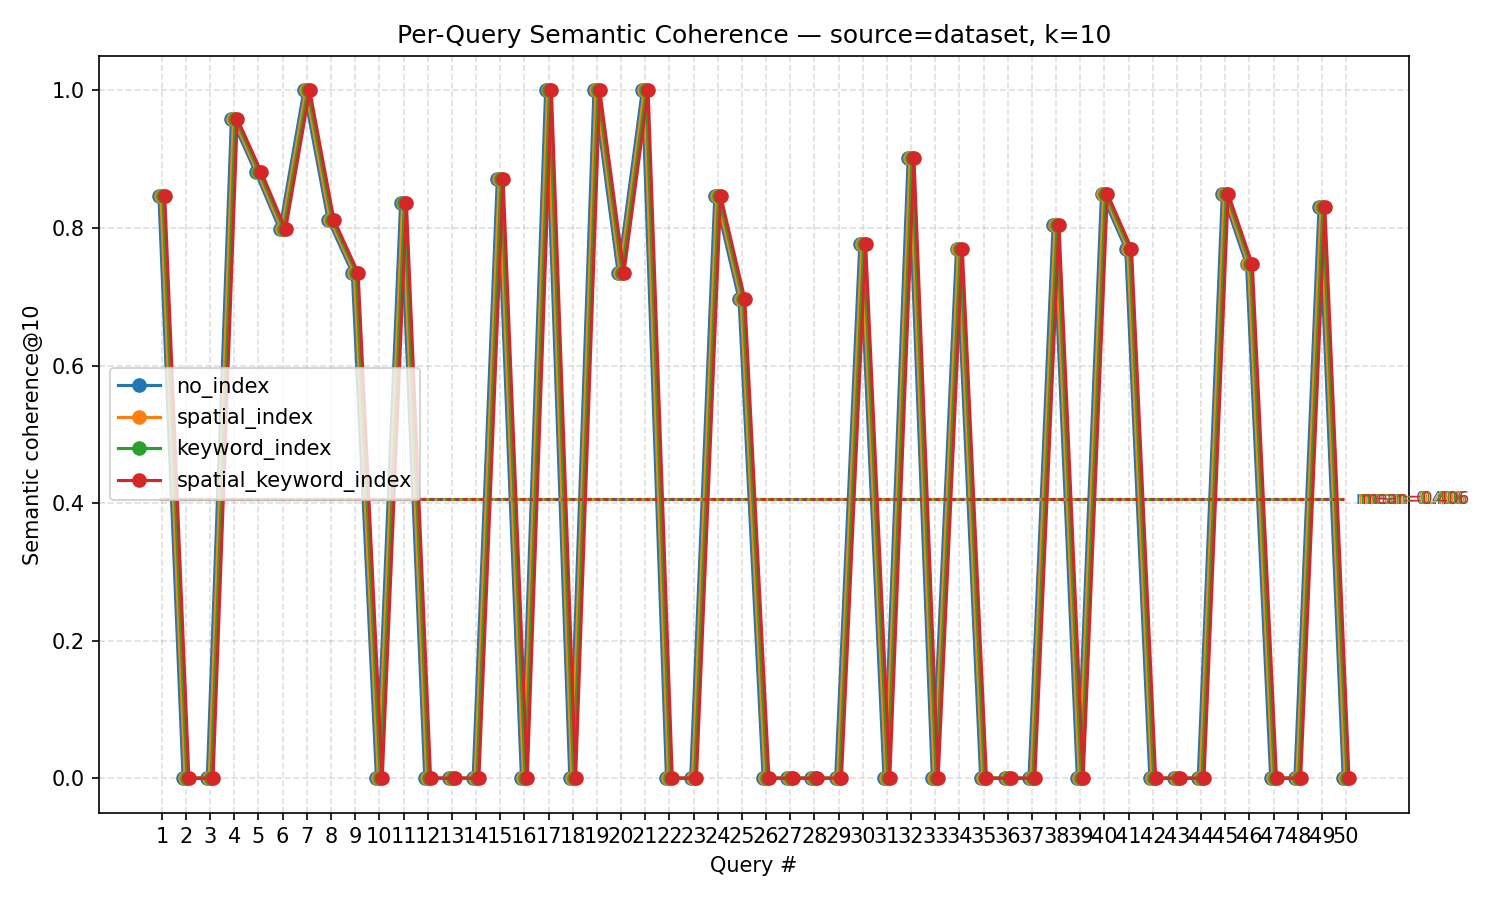 Per-Query Semantic Coherence — source=dataset, k=10
Semantic coherence@10
1.0
0.8
0.6
0.4
0.2
0.0
no_index
spatial_index
keyword_index
spatial_keyword_index
mean=0.406
1 2 3 4 5 6 7 8 9 10 11 12 13 14 15 16 17 18 19 20 21 22 23 24 25 26 27 28 29 30 31 32 33 34 35 36 37 38 39 40 41 42 43 44 45 46 47 48 49 50
Query #